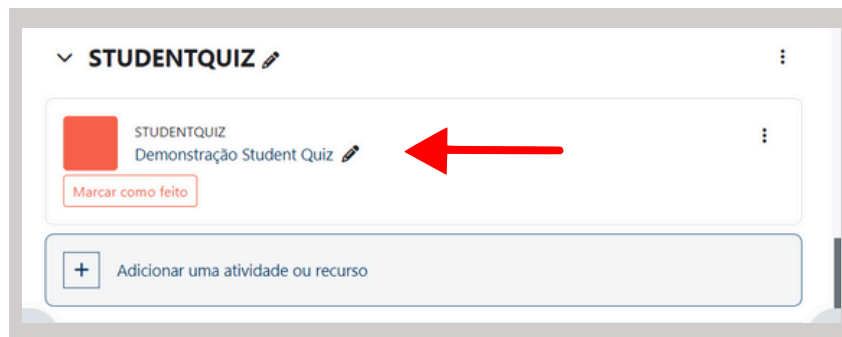 STUDENTQUIZ
STUDENTQUIZ
Demonstração Student Quiz
Marcar como feito
Adicionar uma atividade ou recurso